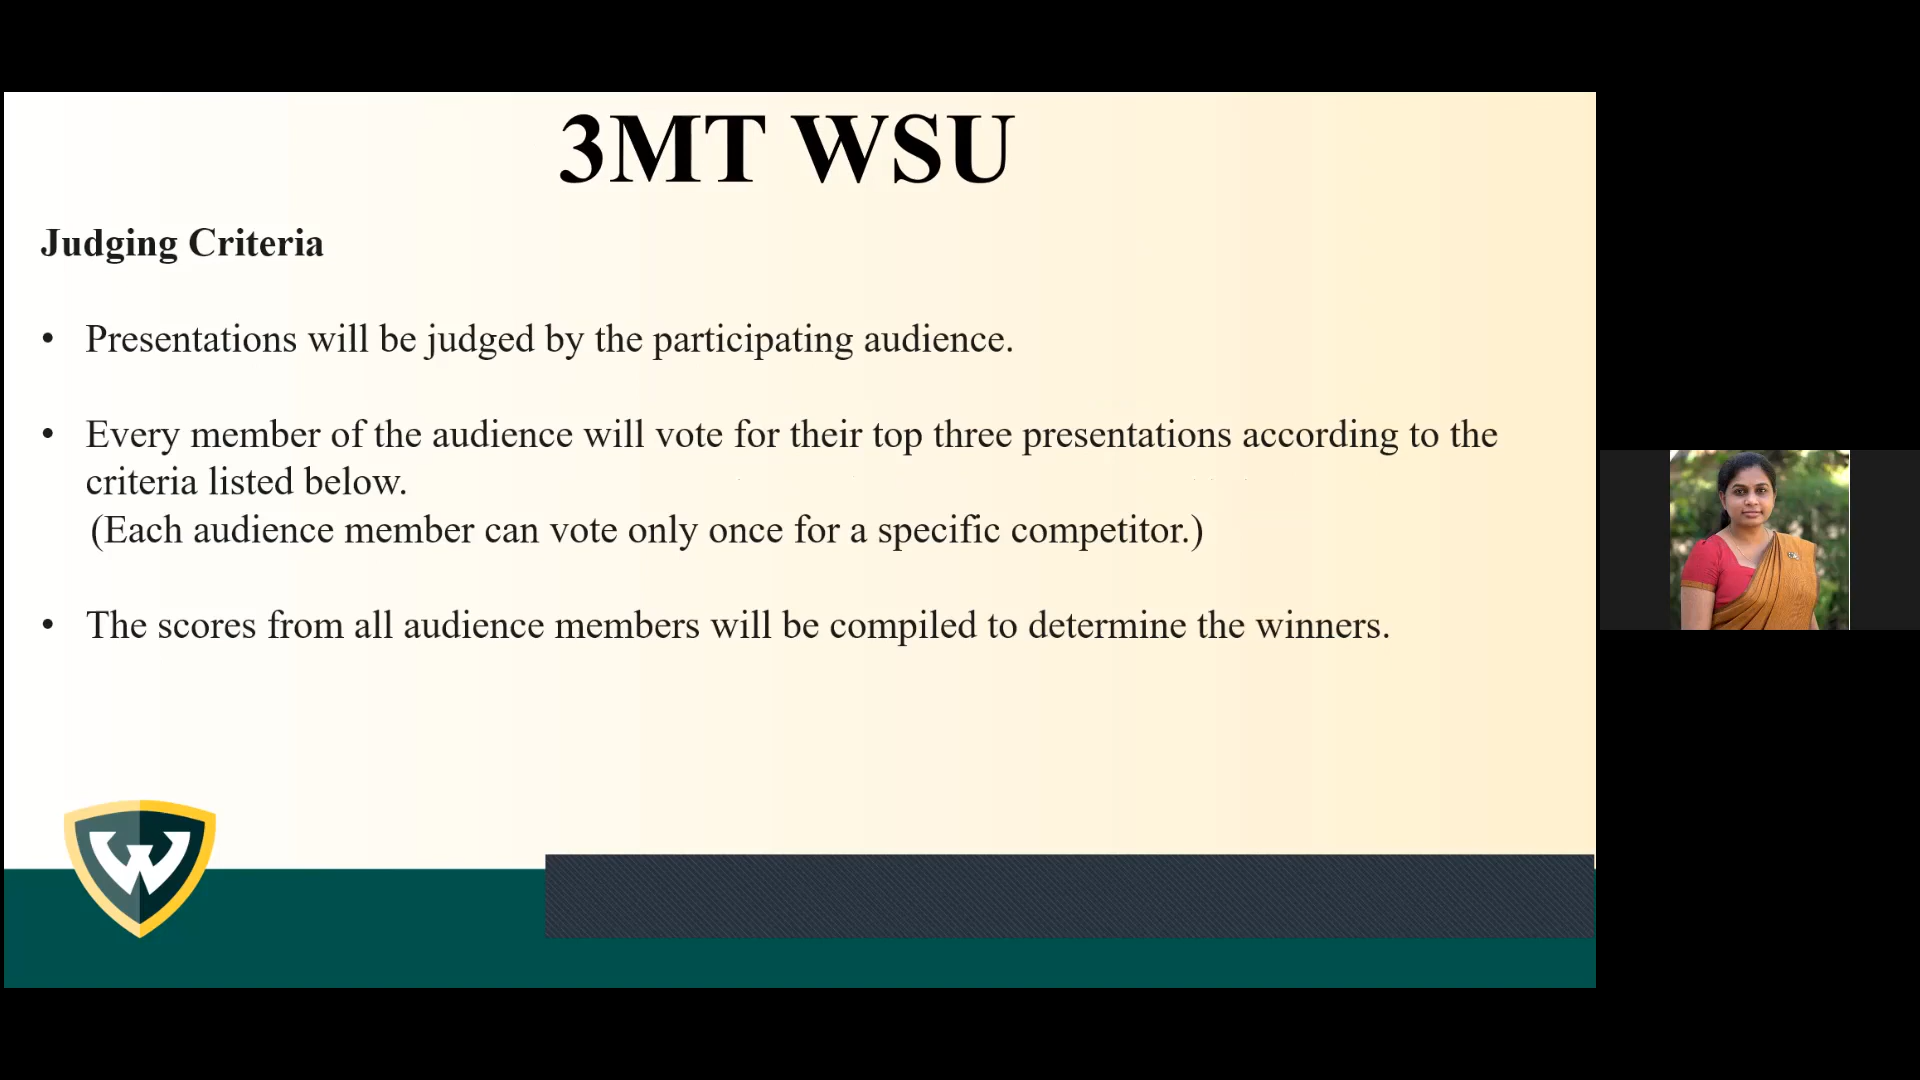 3MT WSU
Judging Criteria
• Presentations will be judged by the participating audience.
• Every member of the audience will vote for their top three presentations according to the
criteria listed below.
(Each audience member can vote only once for a specific competitor.)
• The scores from all audience members will be compiled to determine the winners.
W